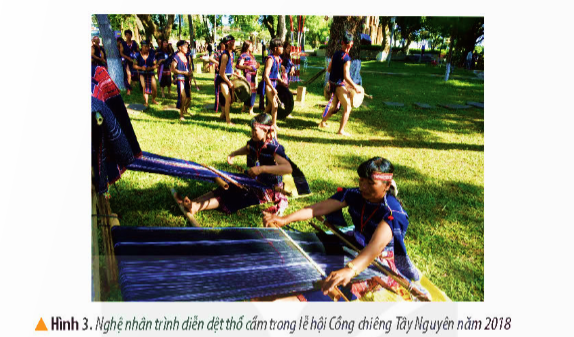 ▲ Hình 3. Nghệ nhân trình diễn dệt thổ cẩm trong lễ hội Cồng chiêng Tây Nguyên năm 2018